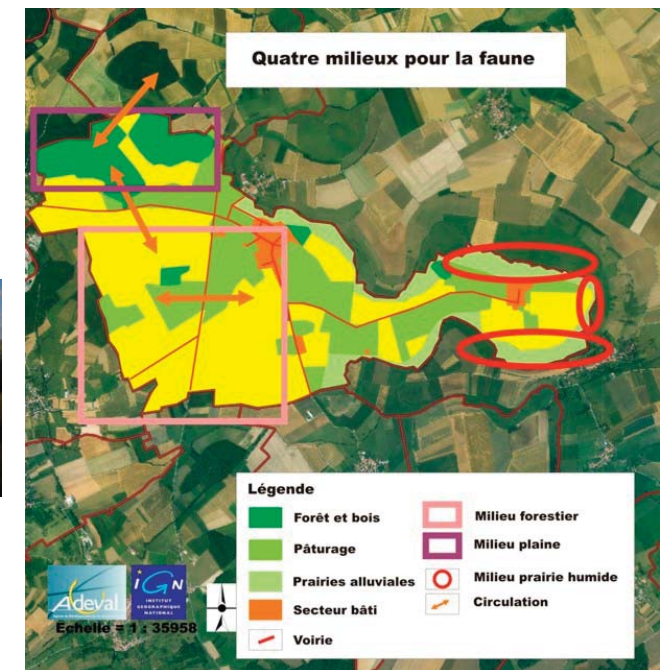 Quatre milieux pour la faune
Légende
Forêt et bois
Pâturage
Prairies alluviales
Secteur bâti
Voirie
Milieu forestier
Milieu plaine
Milieu prairie humide
Circulation
Adeval
iGN
INSTITUT
GEOGRAPHIQUE
NATIONAL
Echelle = 1 : 35958